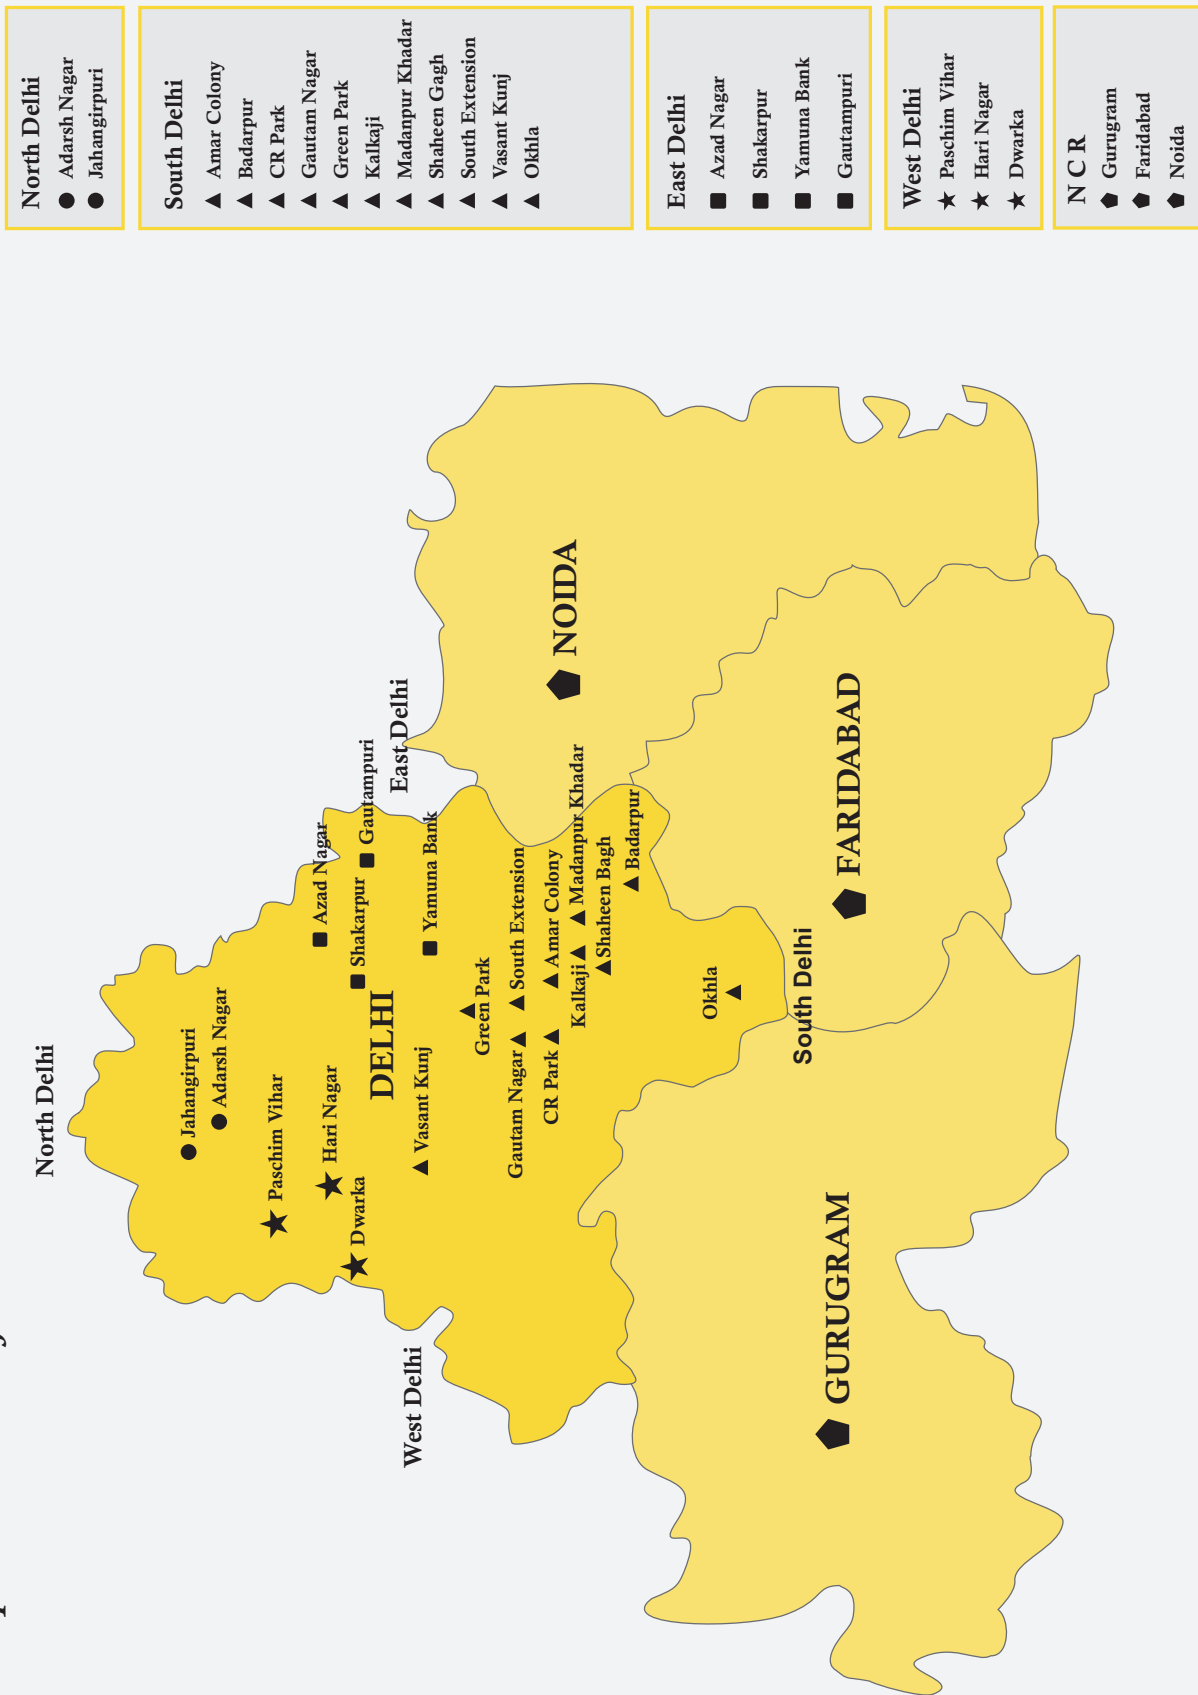 North Delhi
Jahangirpuri
Adarsh Nagar
Paschim Vihar
Hari Nagar
Dwarka
Azad Nagar
Shakarpur
Gautampuri
Yamuna Bank
East Delhi
DELHI
West Delhi
Vasant Kunj
Green Park
Gautam Nagar
South Extension
CR Park
Amar Colony
Kalkaji
Madanpur Khadar
Shaheen Bagh
Badarpur
Okhla
South Delhi
NOIDA
FARIDABAD
GURUGRAM
North Delhi
Adarsh Nagar
Jahangirpuri
South Delhi
Amar Colony
Badarpur
CR Park
Gautam Nagar
Green Park
Kalkaji
Madanpur Khadar
Shaheen Gagh
South Extension
Vasant Kunj
Okhla
East Delhi
Azad Nagar
Shakarpur
Yamuna Bank
Gautampuri
West Delhi
Paschim Vihar
Hari Nagar
Dwarka
N C R
Gurugram
Faridabad
Noida